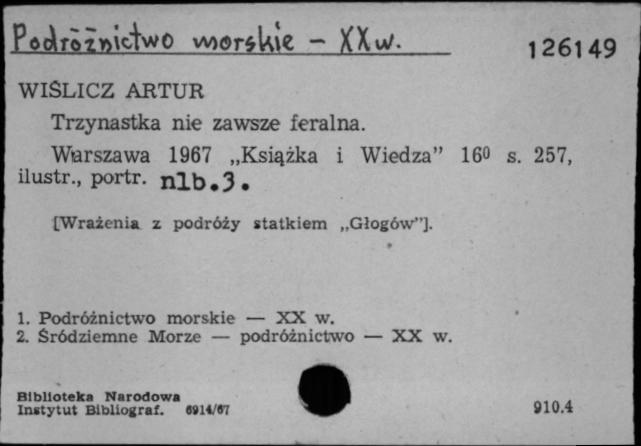 Podróżnictwo morskie – XX w.
126149
WIŚLICZ ARTUR
Trzynastka nie zawsze feralna.
Warszawa 1967 „Książka i Wiedza” 16⁰ s. 257,
ilustr., portr. nlb.3.
[Wrażenia z podróży statkiem „Głogów”].
1. Podróżnictwo morskie — XX w.
2. Śródziemne Morze — podróżnictwo — XX w.
Biblioteka Narodowa
Instytut Bibliograf. 6914/67
910.4